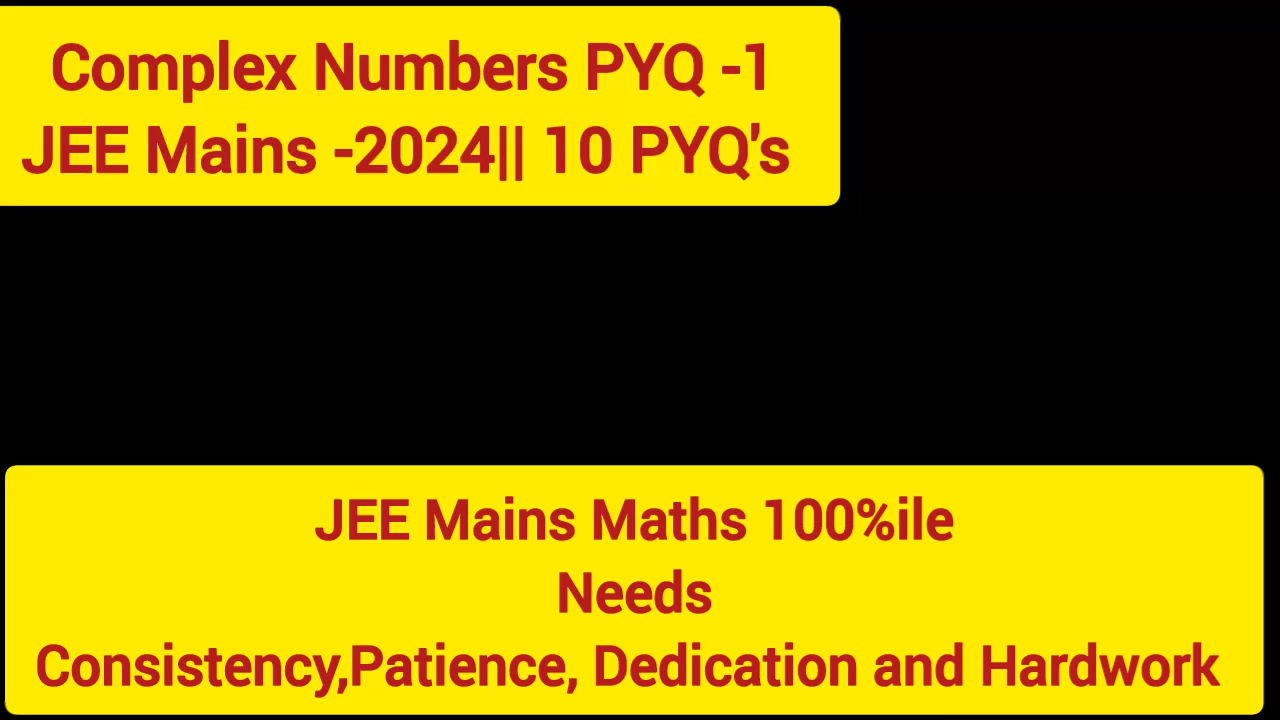 Complex Numbers PYQ -1
JEE Mains -2024|| 10 PYQ's
JEE Mains Maths 100%ile
Needs
Consistency,Patience, Dedication and Hardwork